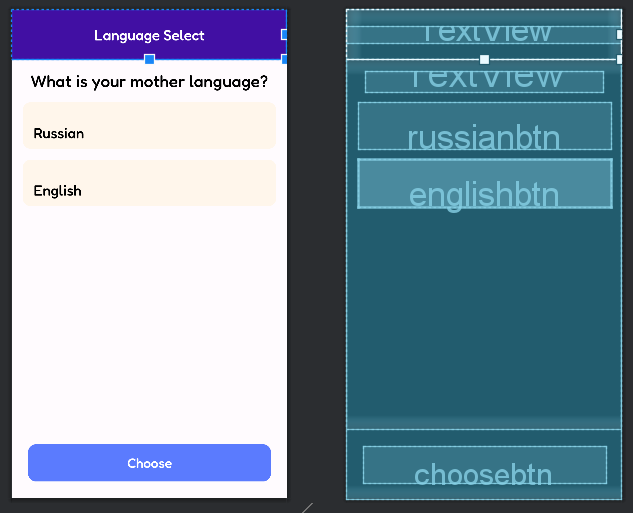 Language Select
What is your mother language?
Russian
English
Choose
TextView
TextView
russianbtn
englishbtn
choosebtn